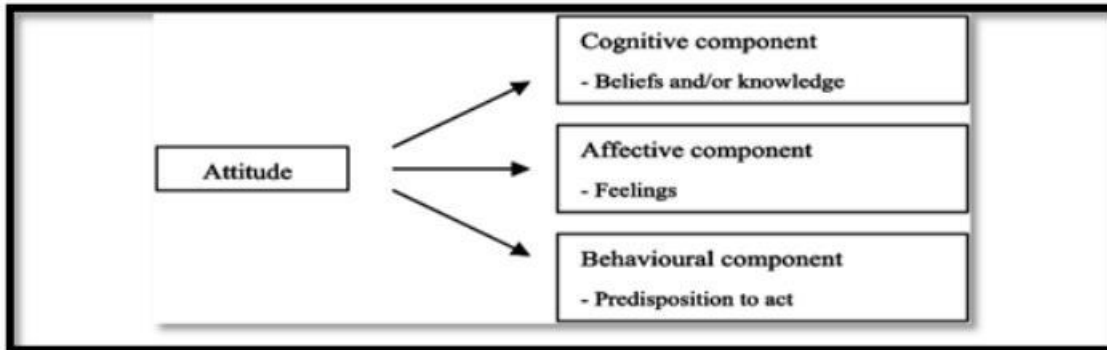 Attitude
Cognitive component
- Beliefs and/or knowledge
Affective component
- Feelings
Behavioural component
- Predisposition to act